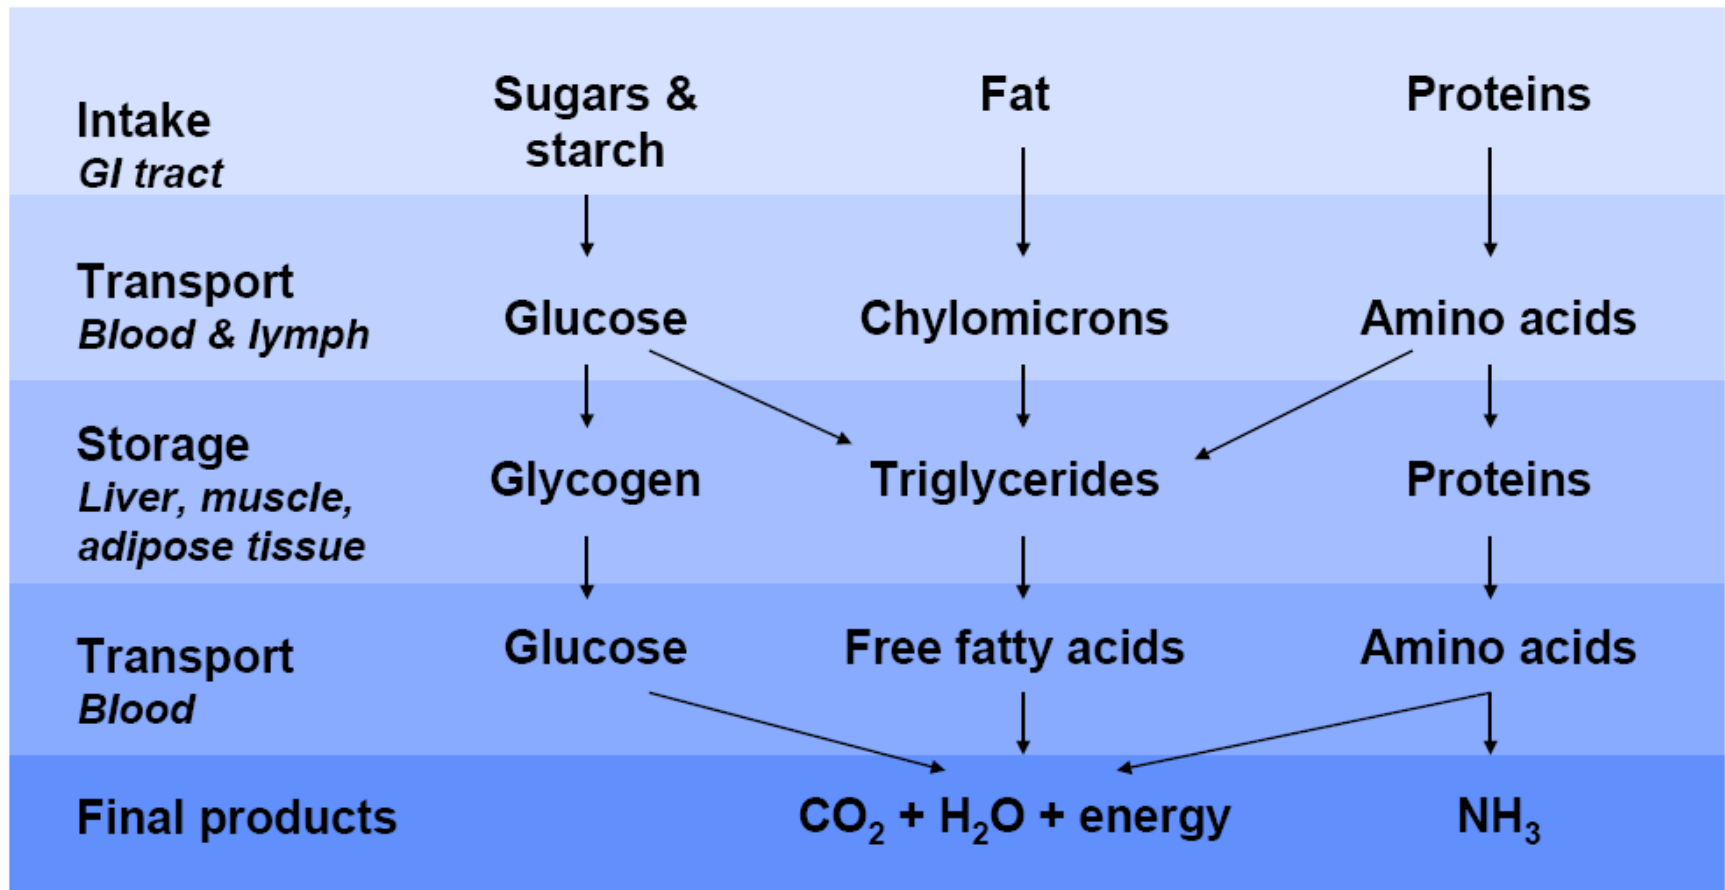 Intake
GI tract
Sugars &
starch
Fat
Proteins
Transport
Blood & lymph
Glucose
Chylomicrons
Amino acids
Storage
Liver, muscle,
adipose tissue
Glycogen
Triglycerides
Proteins
Transport
Blood
Glucose
Free fatty acids
Amino acids
Final products
CO₂ + H₂O + energy
NH₃